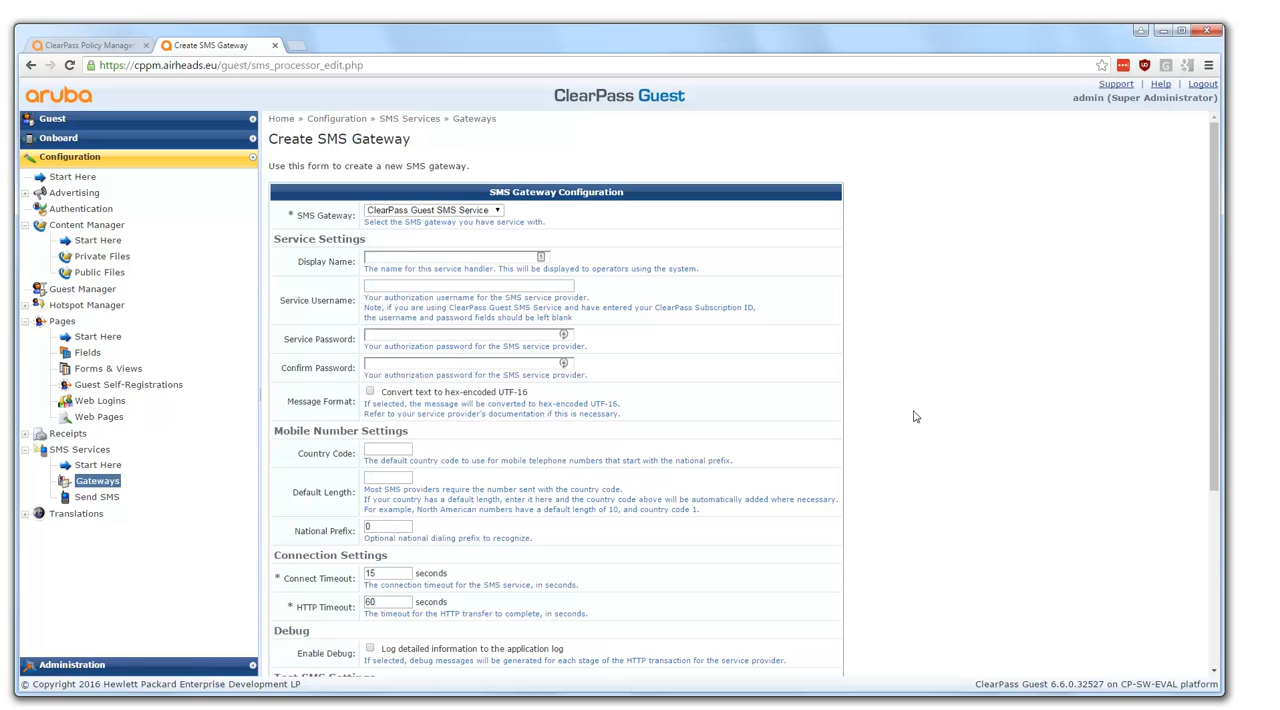 ClearPass Policy Manage
Create SMS Gateway
https://cppm.airheads.eu/guest/sms_processor_edit.php
aruba
ClearPass Guest
Support | Help | Logout
admin (Super Administrator)
Guest
Onboard
Configuration
Start Here
Advertising
Authentication
Content Manager
Start Here
Private Files
Public Files
Guest Manager
Hotspot Manager
Pages
Start Here
Fields
Forms & Views
Guest Self-Registrations
Web Logins
Web Pages
Receipts
SMS Services
Start Here
Gateways
Send SMS
Translations
Administration
Home » Configuration » SMS Services » Gateways
Create SMS Gateway
Use this form to create a new SMS gateway.
SMS Gateway Configuration
* SMS Gateway: ClearPass Guest SMS Service
Select the SMS gateway you have service with.
Service Settings
Display Name:
The name for this service handler. This will be displayed to operators using the system.
Service Username:
Your authorization username for the SMS service provider.
Note, if you are using ClearPass Guest SMS Service and have entered your ClearPass Subscription ID,
the username and password fields should be left blank
Service Password:
Your authorization password for the SMS service provider.
Confirm Password:
Your authorization password for the SMS service provider.
Message Format: Convert text to hex-encoded UTF-16
If selected, the message will be converted to hex-encoded UTF-16.
Refer to your service provider's documentation if this is necessary.
Mobile Number Settings
Country Code:
The default country code to use for mobile telephone numbers that start with the national prefix.
Default Length:
Most SMS providers require the number sent with the country code.
If your country has a default length, enter it here and the country code above will be automatically added where necessary.
For example, North American numbers have a default length of 10, and country code 1.
National Prefix: 0
Optional national dialing prefix to recognize.
Connection Settings
* Connect Timeout: 15 seconds
The connection timeout for the SMS service, in seconds.
* HTTP Timeout: 60 seconds
The timeout for the HTTP transfer to complete, in seconds.
Debug
Enable Debug: Log detailed information to the application log
If selected, debug messages will be generated for each stage of the HTTP transaction for the service provider.
Test SMS Settings
© Copyright 2016 Hewlett Packard Enterprise Development LP
ClearPass Guest 6.6.0.32527 on CP-SW-EVAL platform